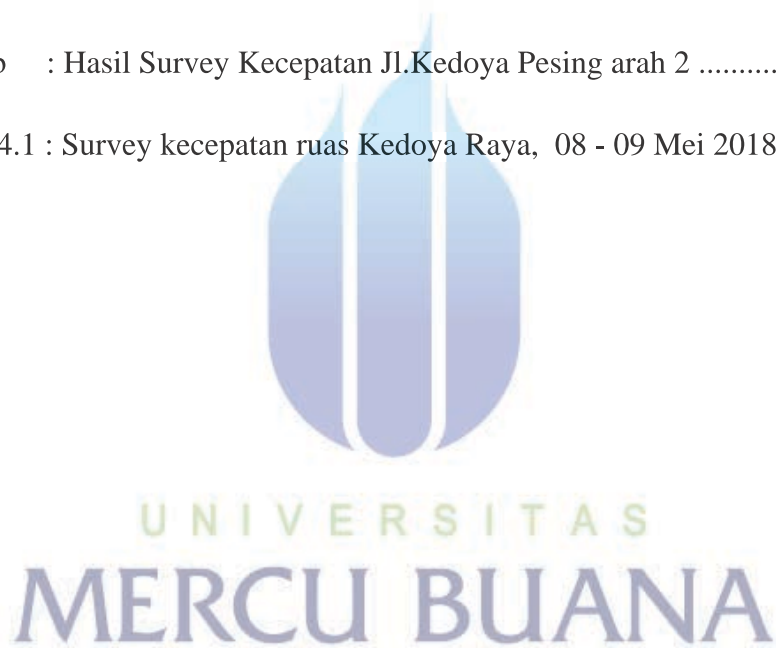 : Hasil Survey Kecepatan Jl.Kedoya Pesing arah 2 ..........
4.1 : Survey kecepatan ruas Kedoya Raya, 08 - 09 Mei 2018
UNIVERSITAS
MERCU BUANA